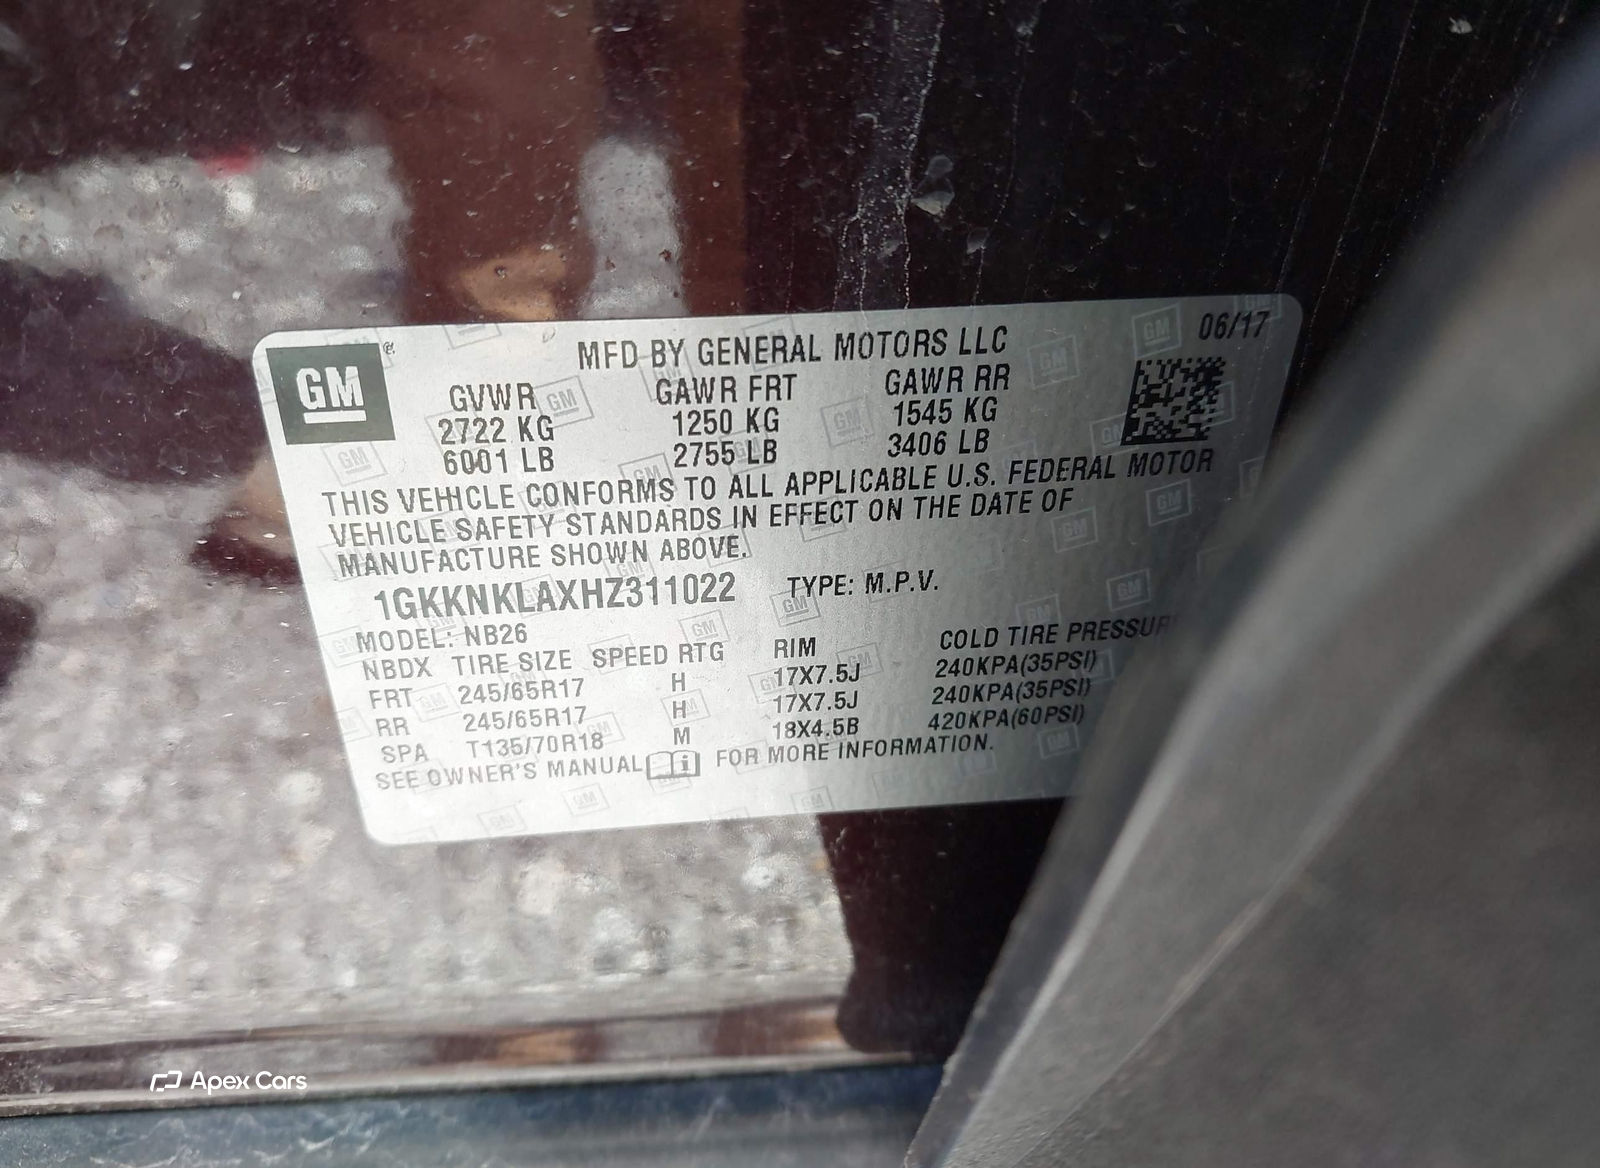 GM
MFD BY GENERAL MOTORS LLC 06/17
GVWR GAWR FRT GAWR RR
2722 KG 1250 KG 1545 KG
6001 LB 2755 LB 3406 LB
THIS VEHICLE CONFORMS TO ALL APPLICABLE U.S. FEDERAL MOTOR
VEHICLE SAFETY STANDARDS IN EFFECT ON THE DATE OF
MANUFACTURE SHOWN ABOVE.
1GKKNKLAXHZ311022 TYPE: M.P.V.
MODEL: NB26
NBDX TIRE SIZE SPEED RTG RIM COLD TIRE PRESSUR
FRT 245/65R17 H 17X7.5J 240KPA(35PSI)
RR 245/65R17 H 17X7.5J 240KPA(35PSI)
SPA T135/70R18 M 18X4.5B 420KPA(60PSI)
SEE OWNER'S MANUAL FOR MORE INFORMATION.
Apex Cars